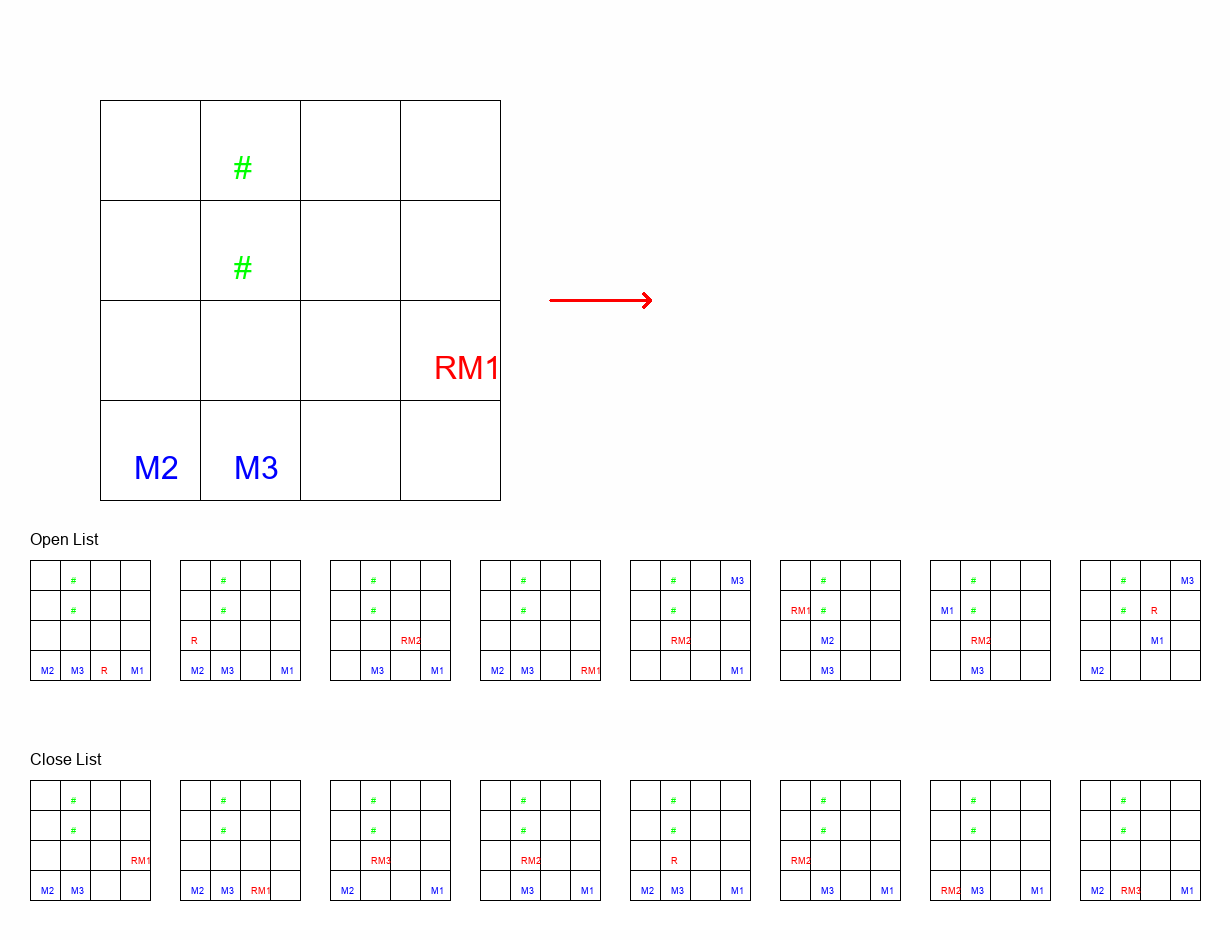 #
#
RM1
M2 M3
Open List
# # # # # M3 # # # M3
# # # # # RM1 # M1 # # R
R RM2 RM2 M2 RM2 M1
M2 M3 R M1 M2 M3 M1 M3 M1 M2 M3 RM1 M1 M3 M3 M2
Close List
# # # # # # # #
# # # # # # # #
RM1 RM3 RM2 R RM2
M2 M3 M2 M3 RM1 M2 M1 M3 M1 M2 M3 M1 M3 M1 RM2 M3 M1 M2 RM3 M1